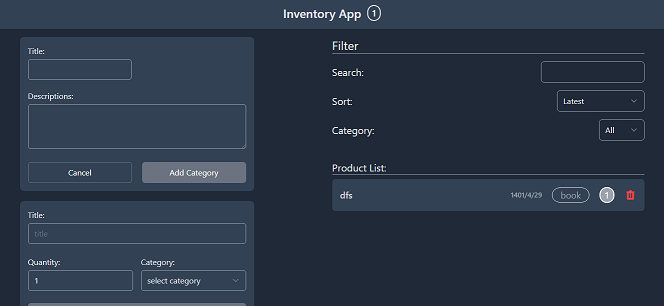 Inventory App 1
Title:
Descriptions:
Cancel Add Category
Title:
title
Quantity: Category:
1 select category
Filter
Search:
Sort: Latest
Category: All
Product List:
dfs 1401/4/29 book 1